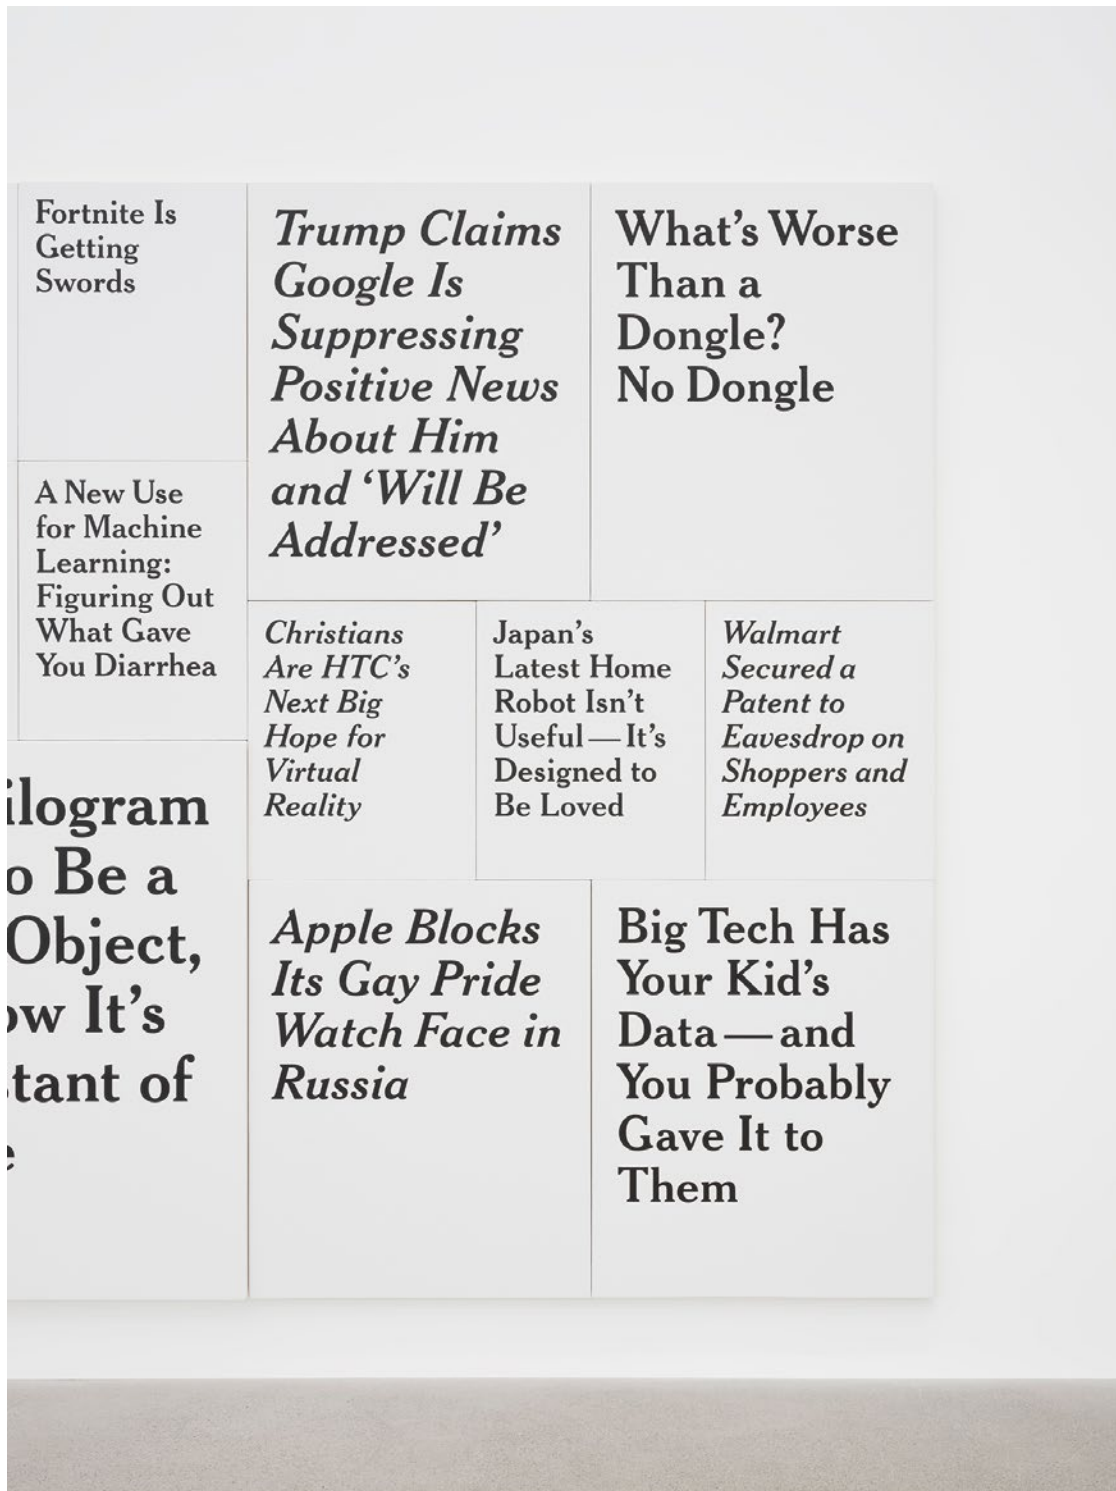 Fortnite Is
Getting
Swords
A New Use
for Machine
Learning:
Figuring Out
What Gave
You Diarrhea
ilogram
o Be a
Object,
ow It's
stant of
e
Trump Claims
Google Is
Suppressing
Positive News
About Him
and ‘Will Be
Addressed’
What’s Worse
Than a
Dongle?
No Dongle
Christians
Are HTC’s
Next Big
Hope for
Virtual
Reality
Japan’s
Latest Home
Robot Isn’t
Useful — It’s
Designed to
Be Loved
Walmart
Secured a
Patent to
Eavesdrop on
Shoppers and
Employees
Apple Blocks
Its Gay Pride
Watch Face in
Russia
Big Tech Has
Your Kid’s
Data — and
You Probably
Gave It to
Them